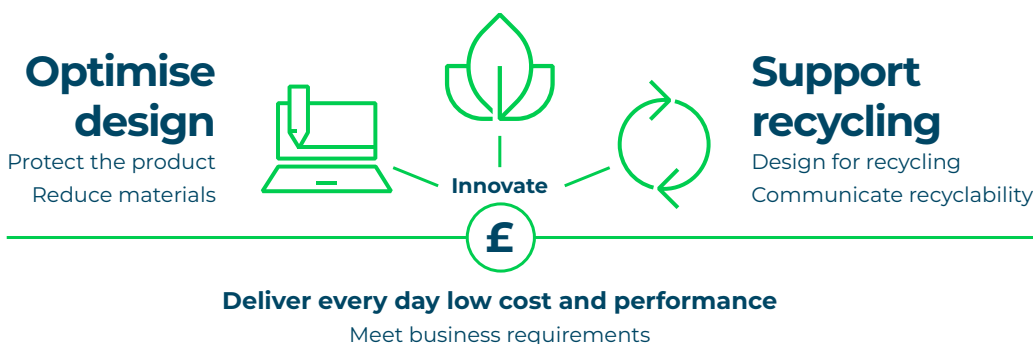 Optimise
design
Protect the product
Reduce materials
Innovate
Support
recycling
Design for recycling
Communicate recyclability
£
Deliver every day low cost and performance
Meet business requirements